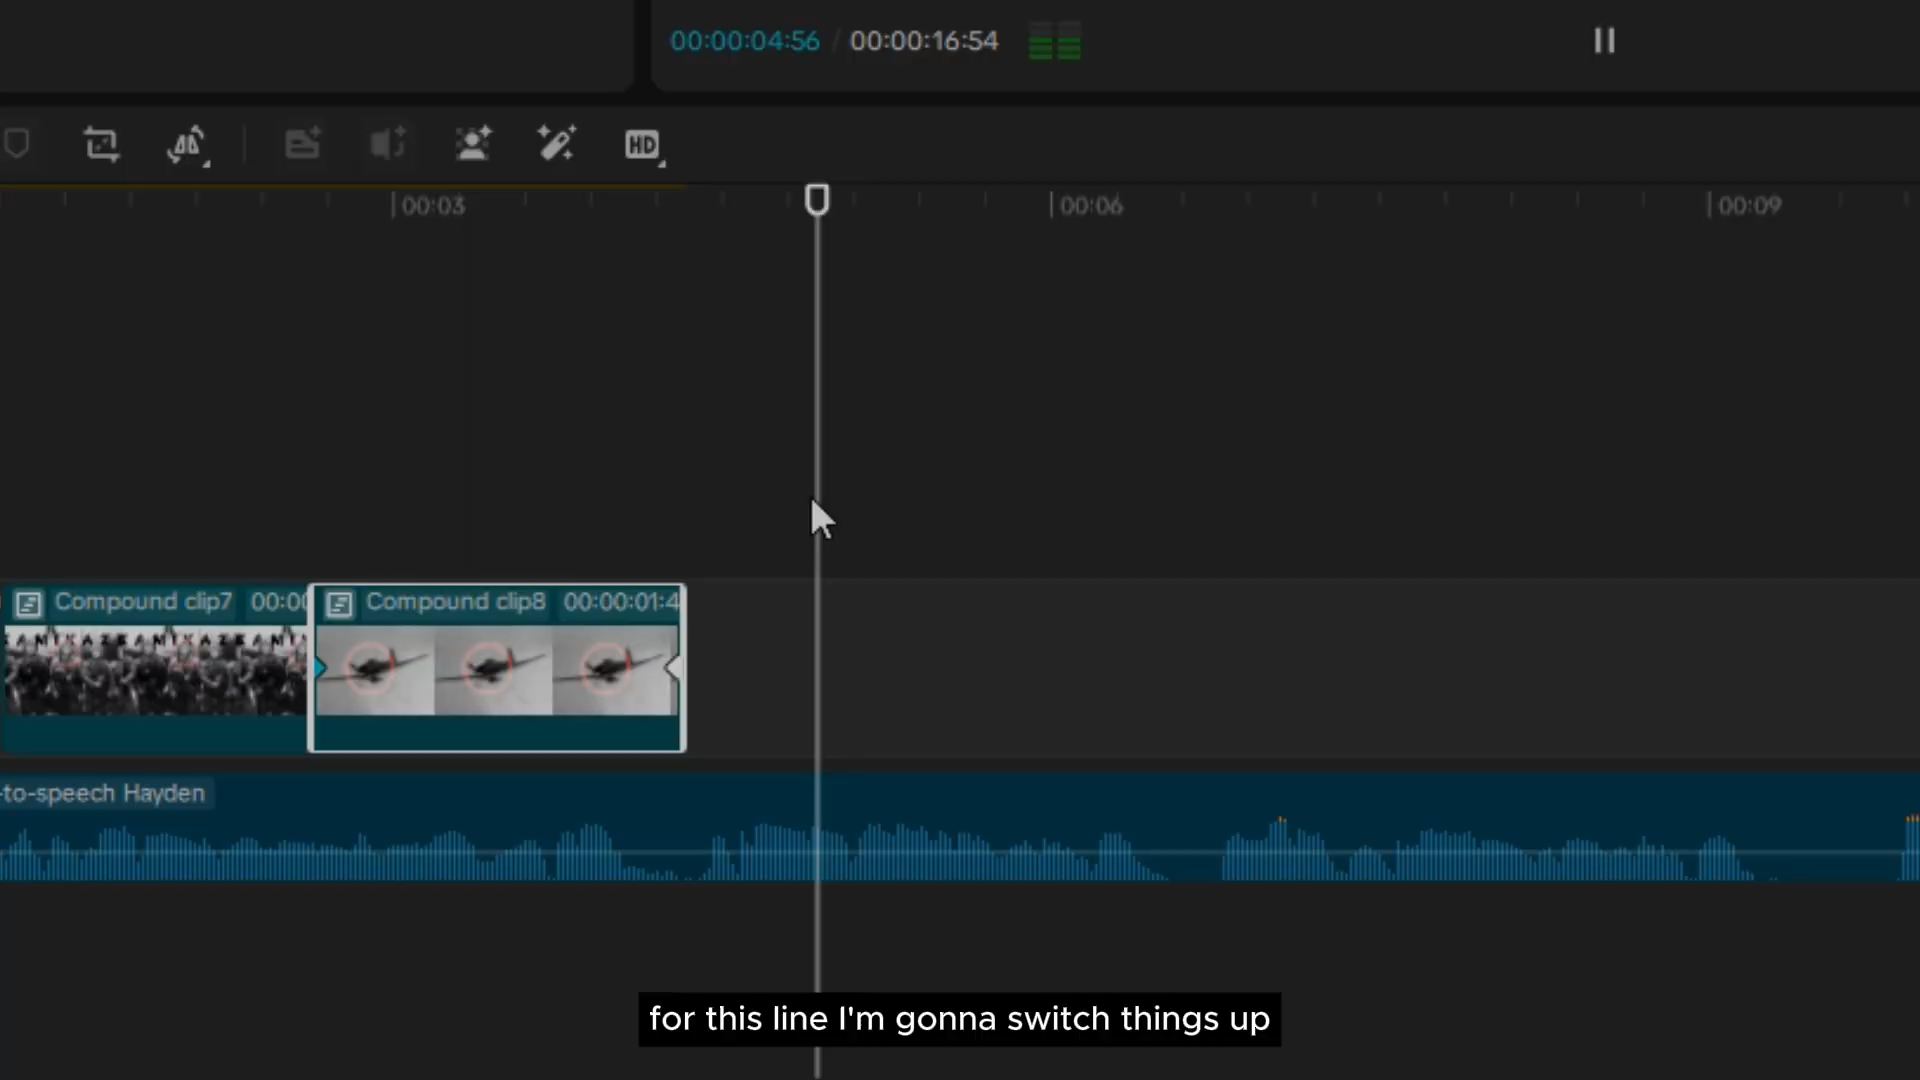 00:00:04:56 / 00:00:16:54
HD
00:03
00:06
00:09
Compound clip7 00:00
Compound clip8 00:00:01:4
KAMIKAZE
-to-speech Hayden
for this line I'm gonna switch things up